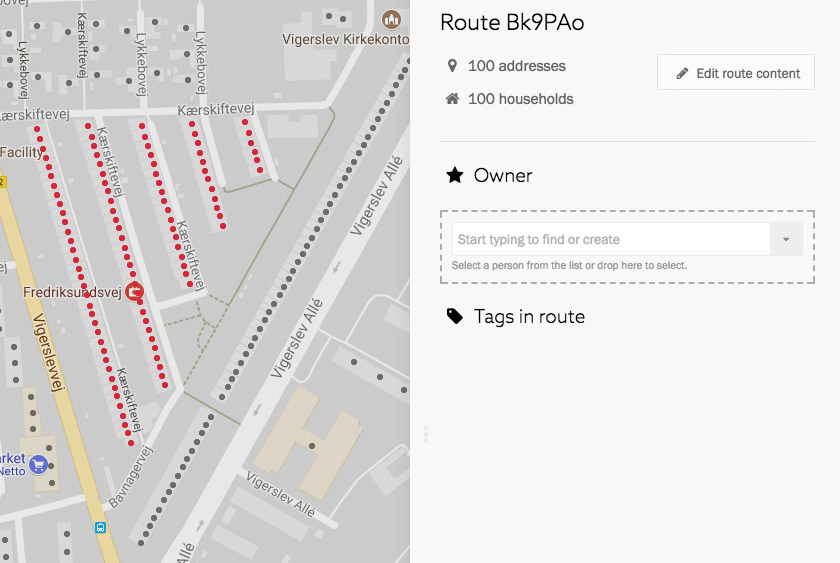 Lykkebovej
Kærskiftevej
Lykkebovej
Lykkebovej
Vigerslev Kirkekonto
Kærskiftevej
ærskiftevej
Kærskiftevej
Facility
2
Vigerslev Allé
Kærskiftevej
Fredriksundsvej
Vigerslevvej
Vigerslev Allé
Kærskiftevej
arket
Netto
Bavnagervej
Vigerslev Allé
Allé
Route Bk9PAo
100 addresses
Edit route content
100 households
Owner
Start typing to find or create
Select a person from the list or drop here to select.
Tags in route